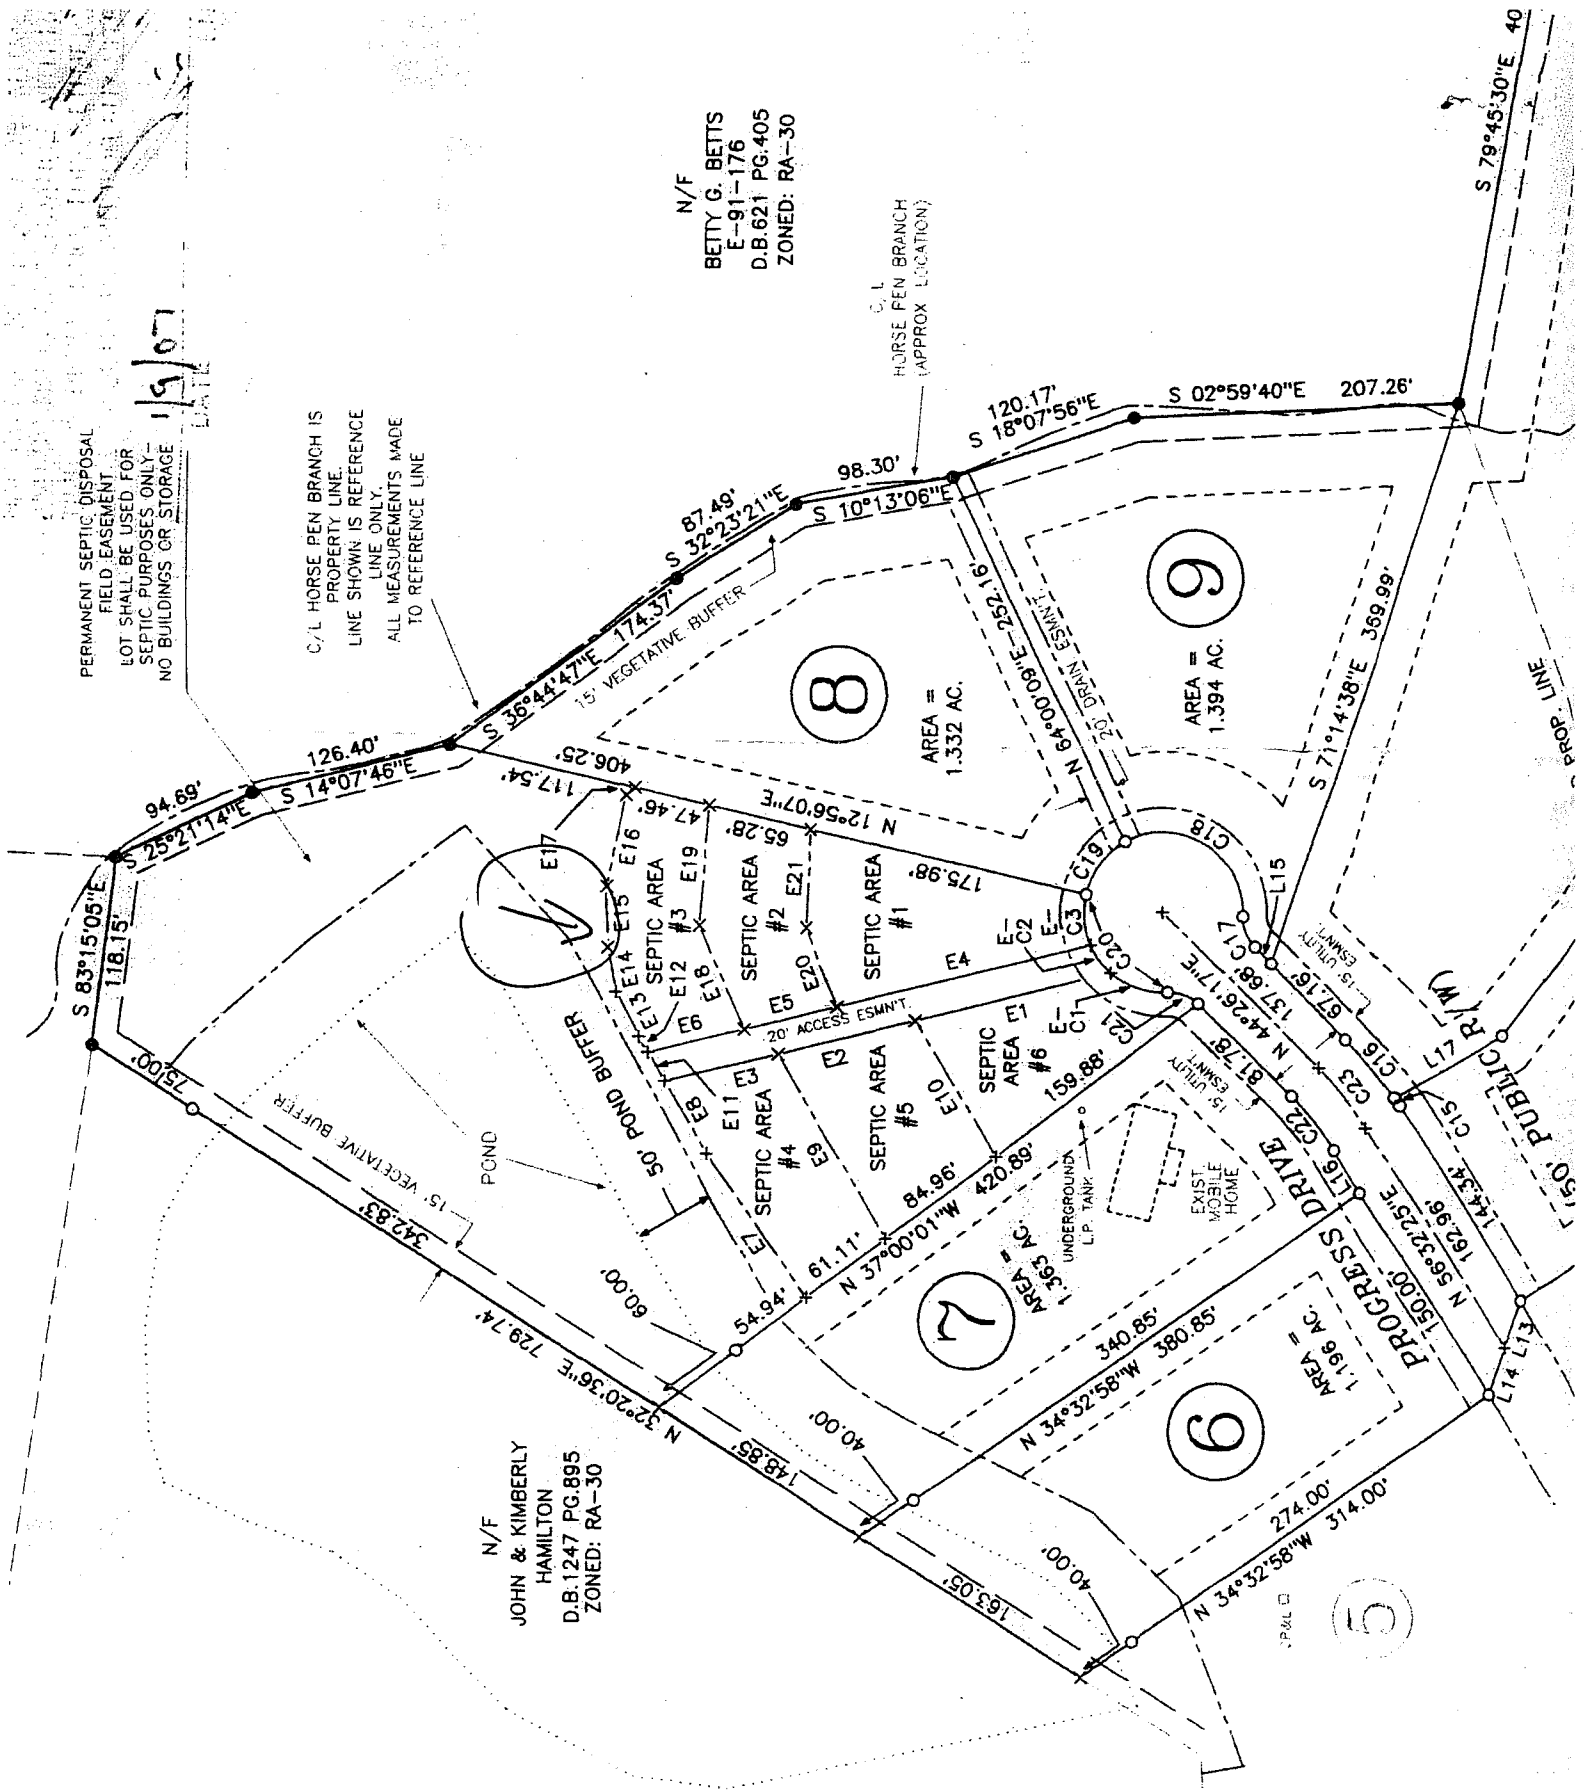 PERMANENT SEPTIC DISPOSAL
FIELD EASEMENT
LOT SHALL BE USED FOR
SEPTIC PURPOSES ONLY-
NO BUILDINGS OR STORAGE
1/9/07
DATE
C/L HORSE PEN BRANCH IS
PROPERTY LINE.
LINE SHOWN IS REFERENCE
LINE ONLY.
ALL MEASUREMENTS MADE
TO REFERENCE LINE
N/F
BETTY G. BETTS
E-91-176
D.B.621 PG.405
ZONED: RA-30
C/L
HORSE PEN BRANCH
(APPROX LOCATION)
S 83°15'05"E
118.15'
94.69'
S 25°21'14"E
126.40'
S 14°07'46"E
S 36°44'47"E 174.37'
15' VEGETATIVE BUFFER
87.49'
S 32°23'21"E
98.30'
S 10°13'06"E
120.17'
S 18°07'56"E
S 02°59'40"E 207.26'
S 79°45'30"E 40
75.00'
15' VEGETATIVE BUFFER
342.83'
N 32°20'36"E 729.74'
148.85'
163.05'
POND
50' POND BUFFER
60.00'
40.00'
40.00'
117.54'
406.25'
47.46'
65.28'
N 12°56'07"E
175.98'
E17
E16
E15
E14
E13
E12
E19
E18
E21
E20
E6
E5
E4
20' ACCESS ESMN'T.
E3
E2
E1
E11
E8
E7
E9
E10
SEPTIC AREA
#3
SEPTIC AREA
#2
SEPTIC AREA
#1
SEPTIC AREA
#4
SEPTIC AREA
#5
SEPTIC
AREA
#6
E-
C1
E-
C2
E-
C3
C19
C20
C21
C18
C17
L15
8
AREA =
1.332 AC.
N 64°00'09"E 252.16'
20' DRAIN ESMN'T.
9
AREA =
1.394 AC.
S 71°14'38"E 369.99'
PROP. LINE
54.94'
61.11'
84.96'
159.88'
N 37°00'01"W 420.89'
7
AREA =
1.363 AC.
UNDERGROUND
L.P. TANK
EXIST
MOBILE
HOME
15' UTILITY
ESMN'T.
81.78'
N 44°26'17"E
137.68'
67.16'
15' UTILITY
ESMN'T.
C22
C23
C16
C15
L17
L16
340.85'
N 34°32'58"W 380.85'
6
AREA =
1.196 AC.
PROGRESS DRIVE
(50' PUBLIC R/W)
150.00'
N 56°32'25"E
162.96'
144.34'
L14
L13
274.00'
N 34°32'58"W 314.00'
5
N/F
JOHN & KIMBERLY
HAMILTON
D.B.1247 PG.895
ZONED: RA-30